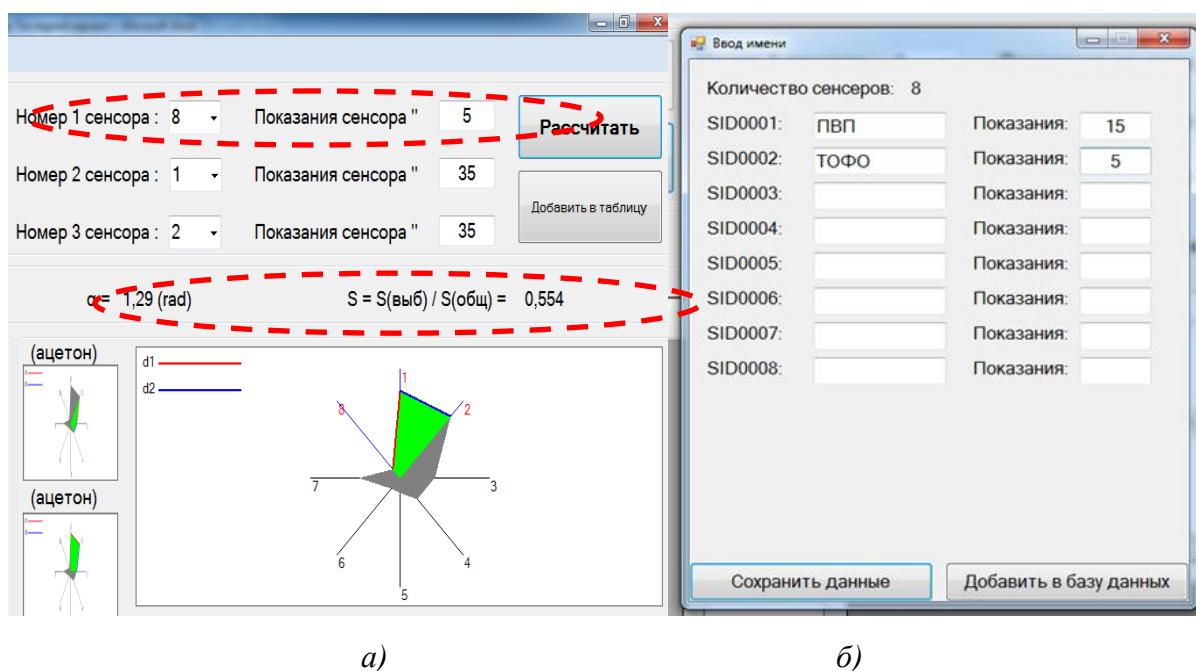 Номер 1 сенсора : 8 Показания сенсора " 5
Рассчитать
Номер 2 сенсора : 1 Показания сенсора " 35
Добавить в таблицу
Номер 3 сенсора : 2 Показания сенсора " 35
α = 1,29 (rad) S = S(выб) / S(общ) = 0,554
(ацетон)
(ацетон)
d1
d2
1
2
3
4
5
6
7
8
а)
Ввод имени
Количество сенсеров: 8
SID0001: ПВП Показания: 15
SID0002: ТОФО Показания: 5
SID0003: Показания:
SID0004: Показания:
SID0005: Показания:
SID0006: Показания:
SID0007: Показания:
SID0008: Показания:
Сохранить данные Добавить в базу данных
б)